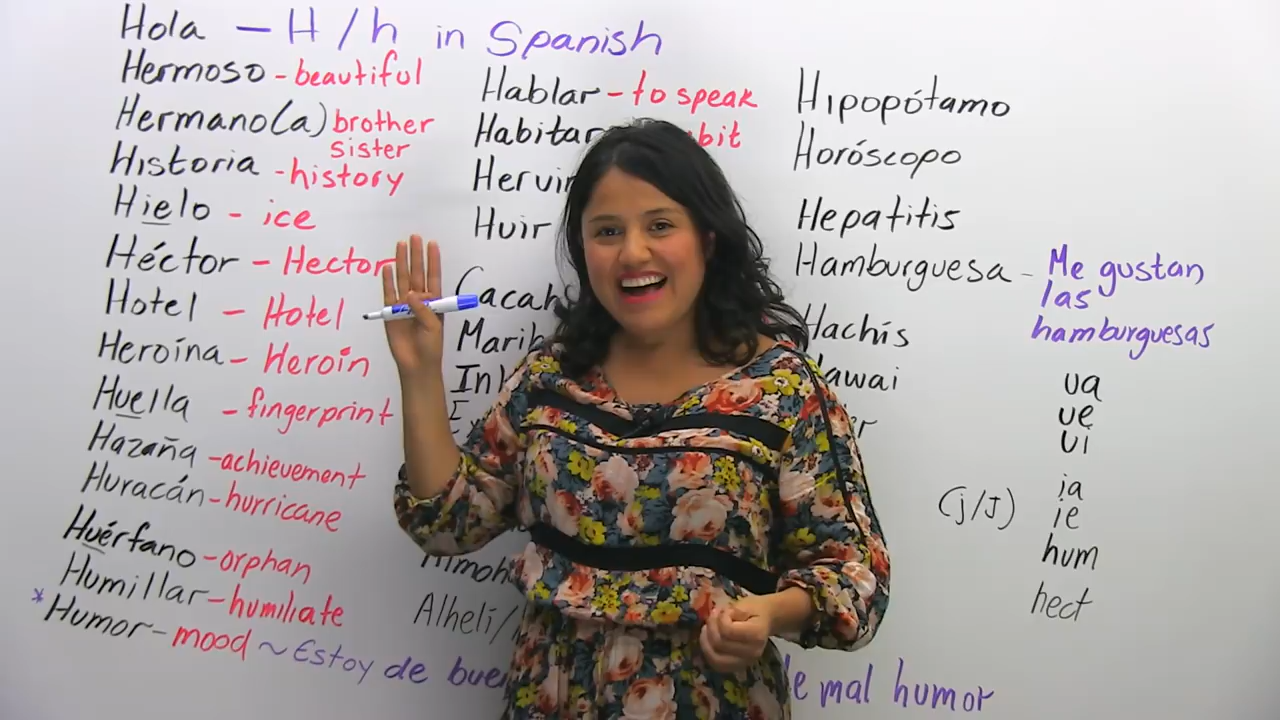 Hola - H/h in Spanish
Hermoso - beautiful
Hermano(a) brother
sister
Historia - history
Hielo - ice
Héctor - Hector
Hotel - Hotel
Heroína - Heroin
Huella - fingerprint
Hazaña - achievement
Huracán - hurricane
Huérfano - orphan
Humillar - humiliate
* Humor - mood ~ Estoy de
mal humor
Hablar - to speak
Habitar
Huir
Alhelí/
Hipopótamo
Horóscopo
Hepatitis
Hamburguesa - Me gustan
las
hamburguesas
Hachís
ua
ue
ui
(j/J) ia
ie
hum
hect